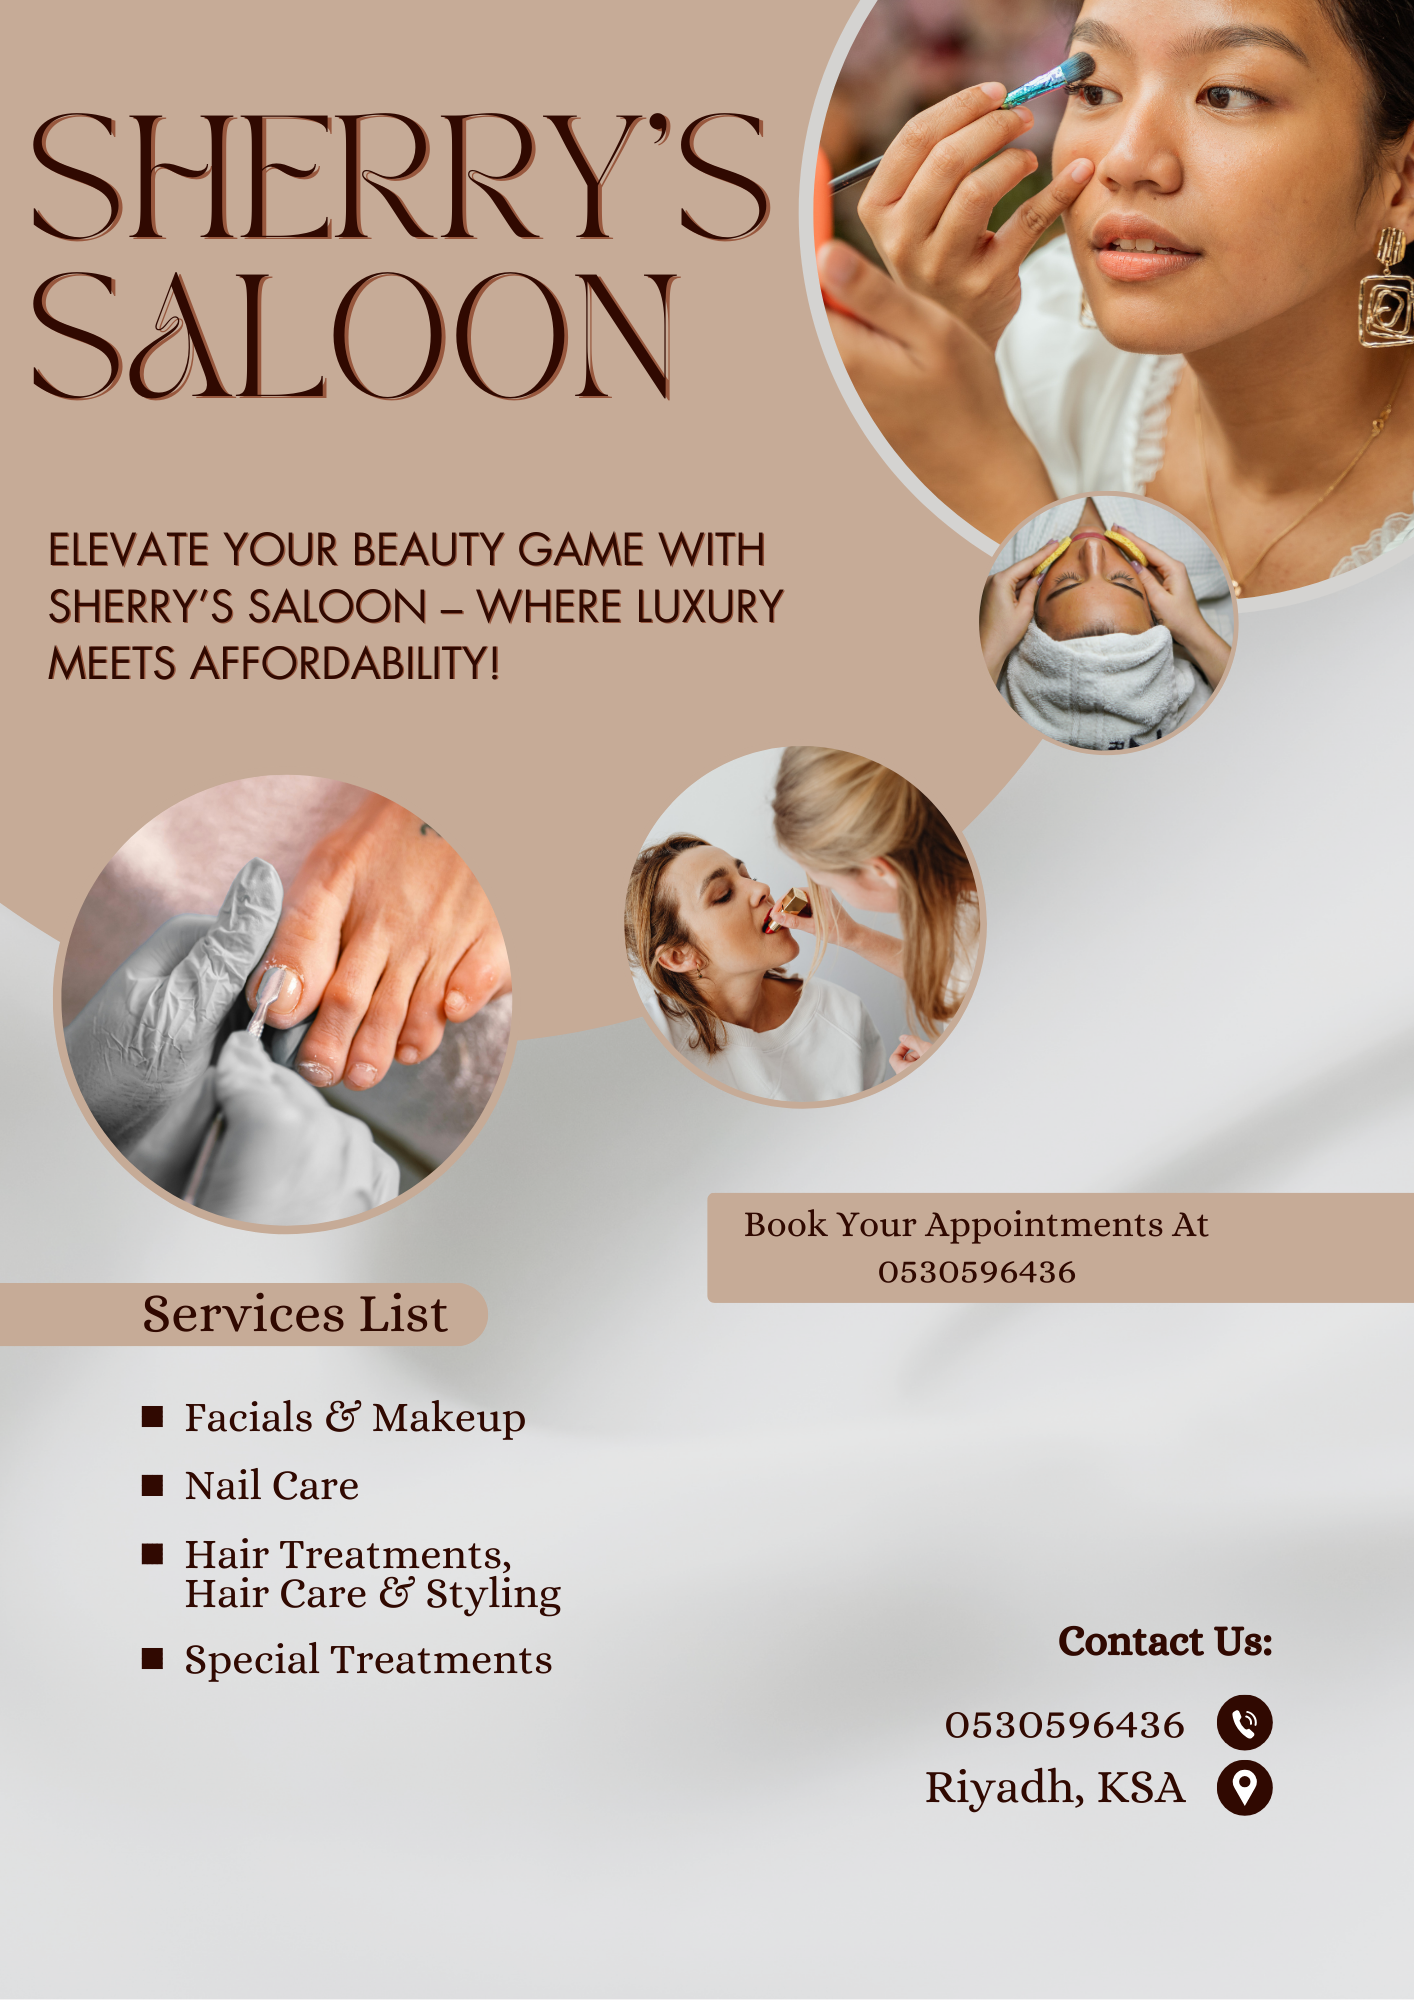 SHERRY’S
SALOON
ELEVATE YOUR BEAUTY GAME WITH
SHERRY’S SALOON – WHERE LUXURY
MEETS AFFORDABILITY!
Book Your Appointments At
0530596436
Services List
Facials & Makeup
Nail Care
Hair Treatments,
Hair Care & Styling
Special Treatments
Contact Us:
0530596436
Riyadh, KSA